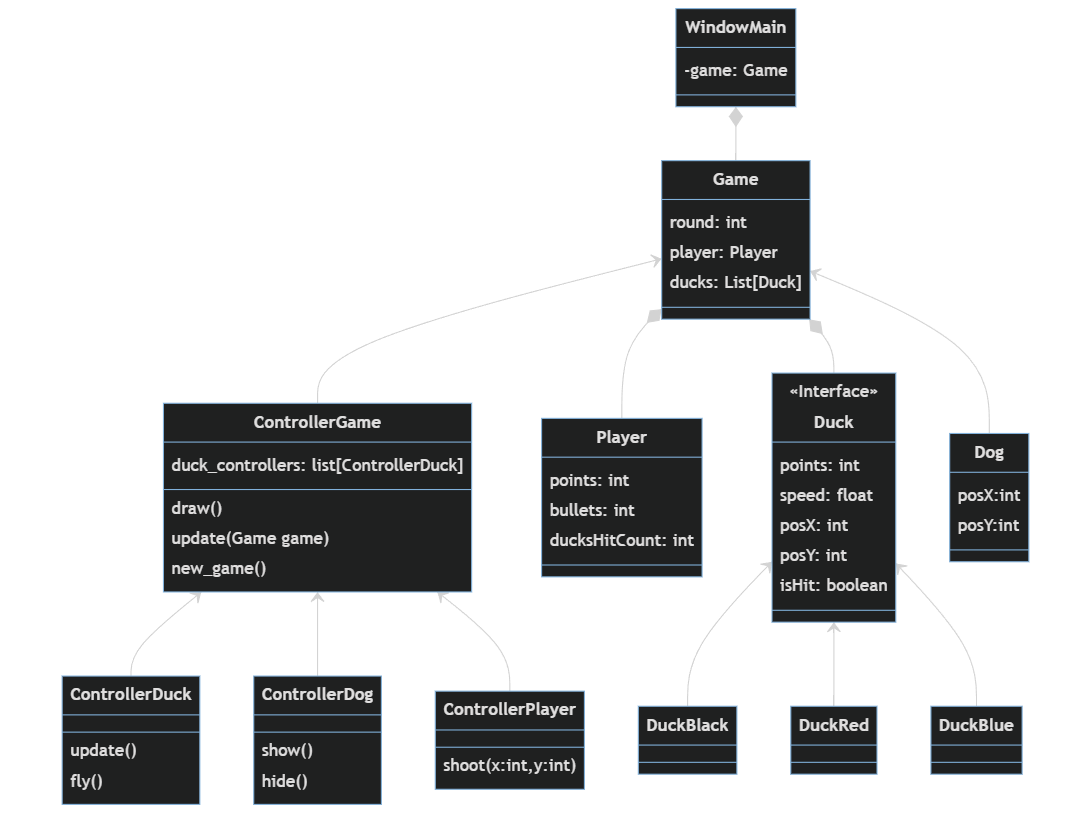 WindowMain
-game: Game
Game
round: int
player: Player
ducks: List[Duck]
ControllerGame
duck_controllers: list[ControllerDuck]
draw()
update(Game game)
new_game()
Player
points: int
bullets: int
ducksHitCount: int
«Interface»
Duck
points: int
speed: float
posX: int
posY: int
isHit: boolean
Dog
posX:int
posY:int
ControllerDuck
update()
fly()
ControllerDog
show()
hide()
ControllerPlayer
shoot(x:int,y:int)
DuckBlack
DuckRed
DuckBlue